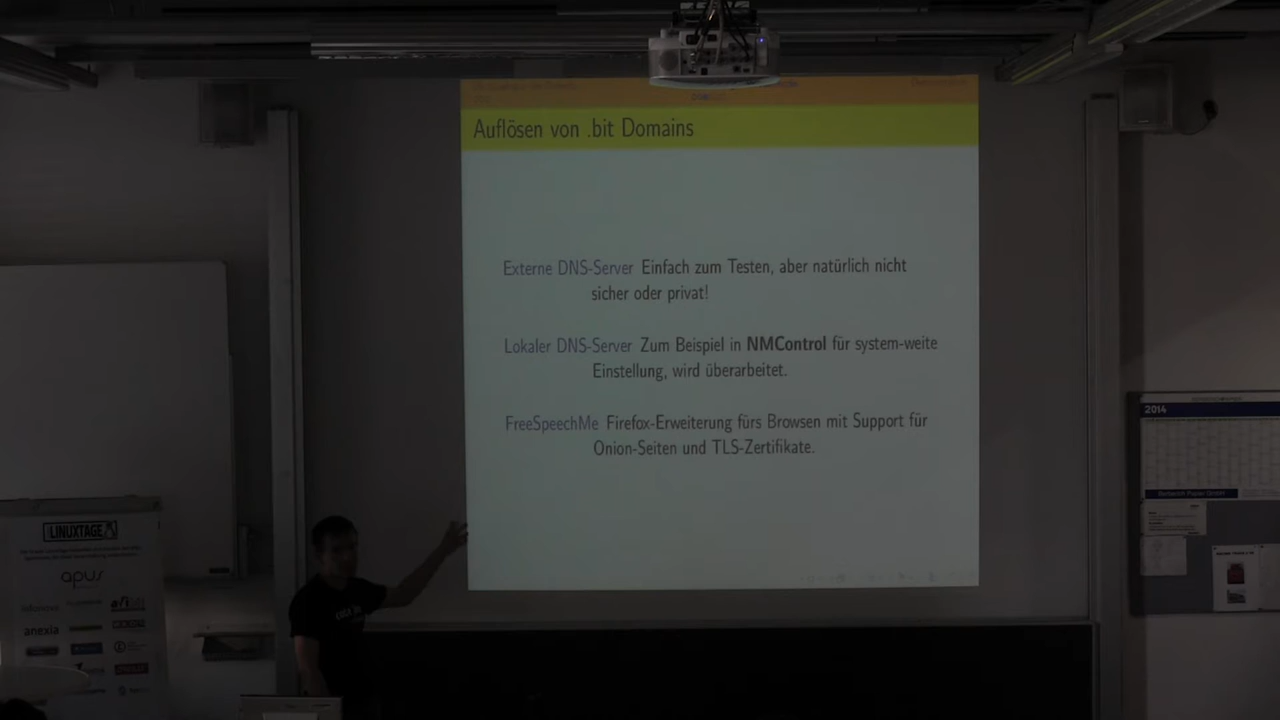 Auflösen von .bit Domains
Externe DNS-Server Einfach zum Testen, aber natürlich nicht
sicher oder privat!
Lokaler DNS-Server Zum Beispiel in NMControl für system-weite
Einstellung, wird überarbeitet.
FreeSpeechMe Firefox-Erweiterung fürs Browsen mit Support für
Onion-Seiten und TLS-Zertifikate.
2014
LINUXTAGE
apus
anexia